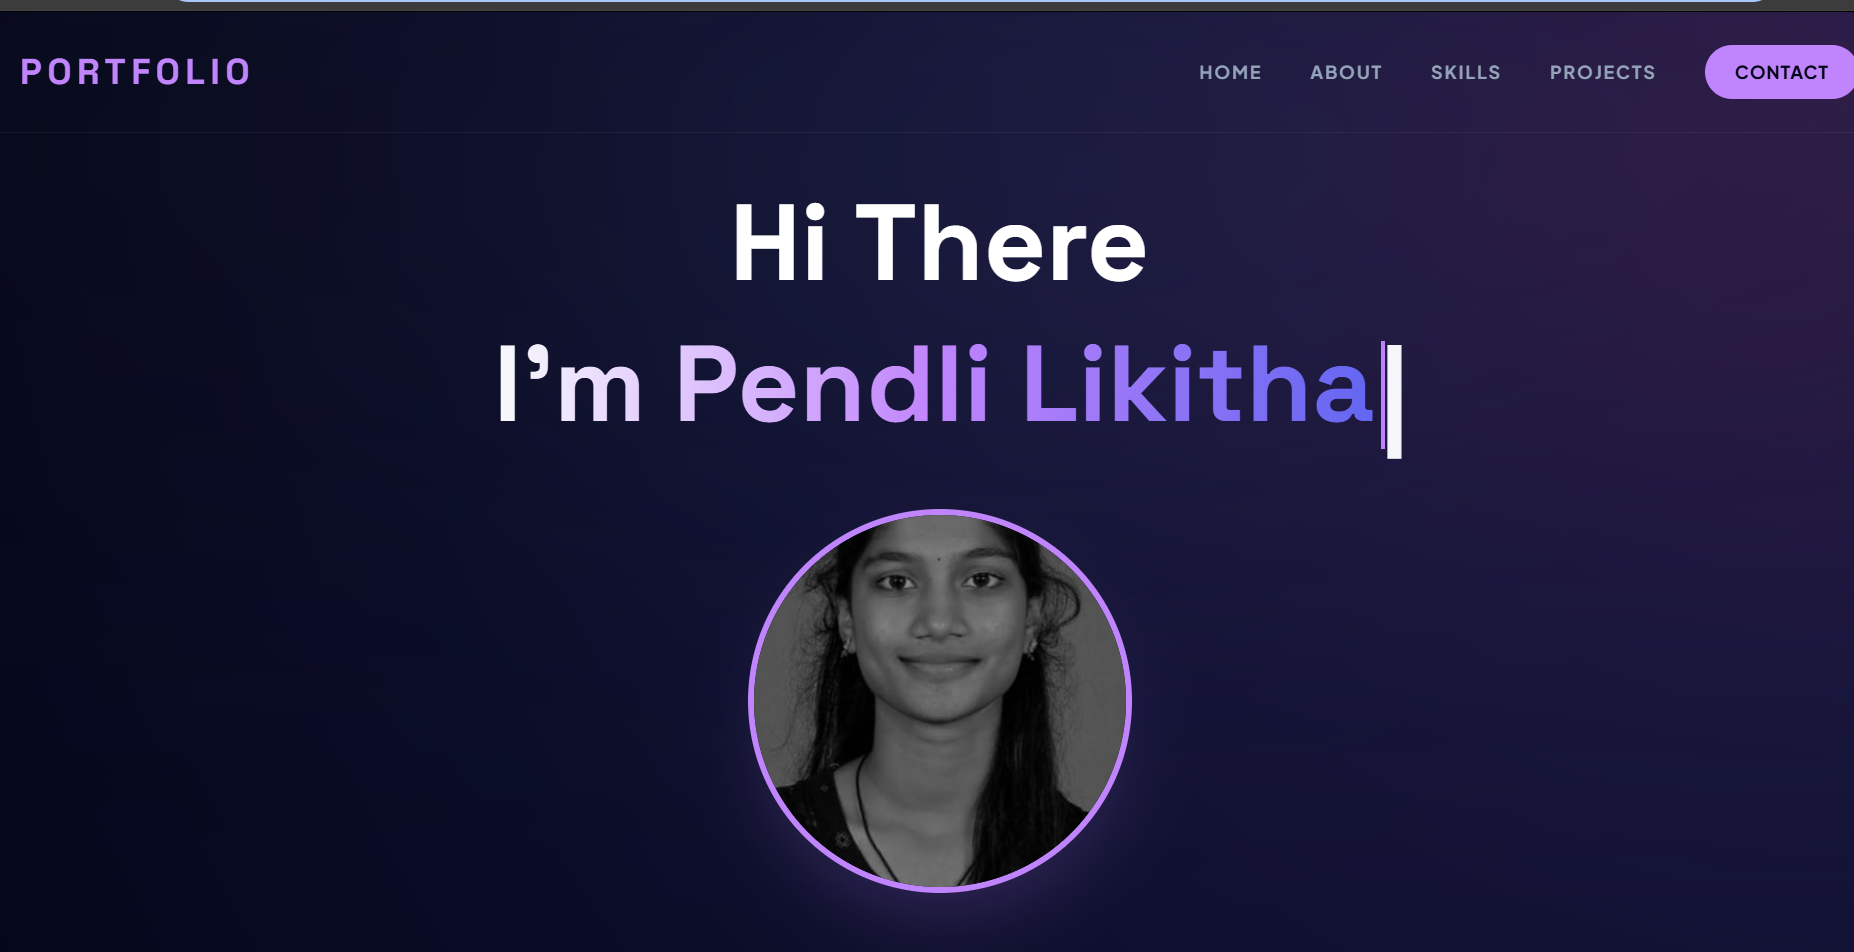 PORTFOLIO
HOME ABOUT SKILLS PROJECTS CONTACT
Hi There
I’m Pendli Likitha|